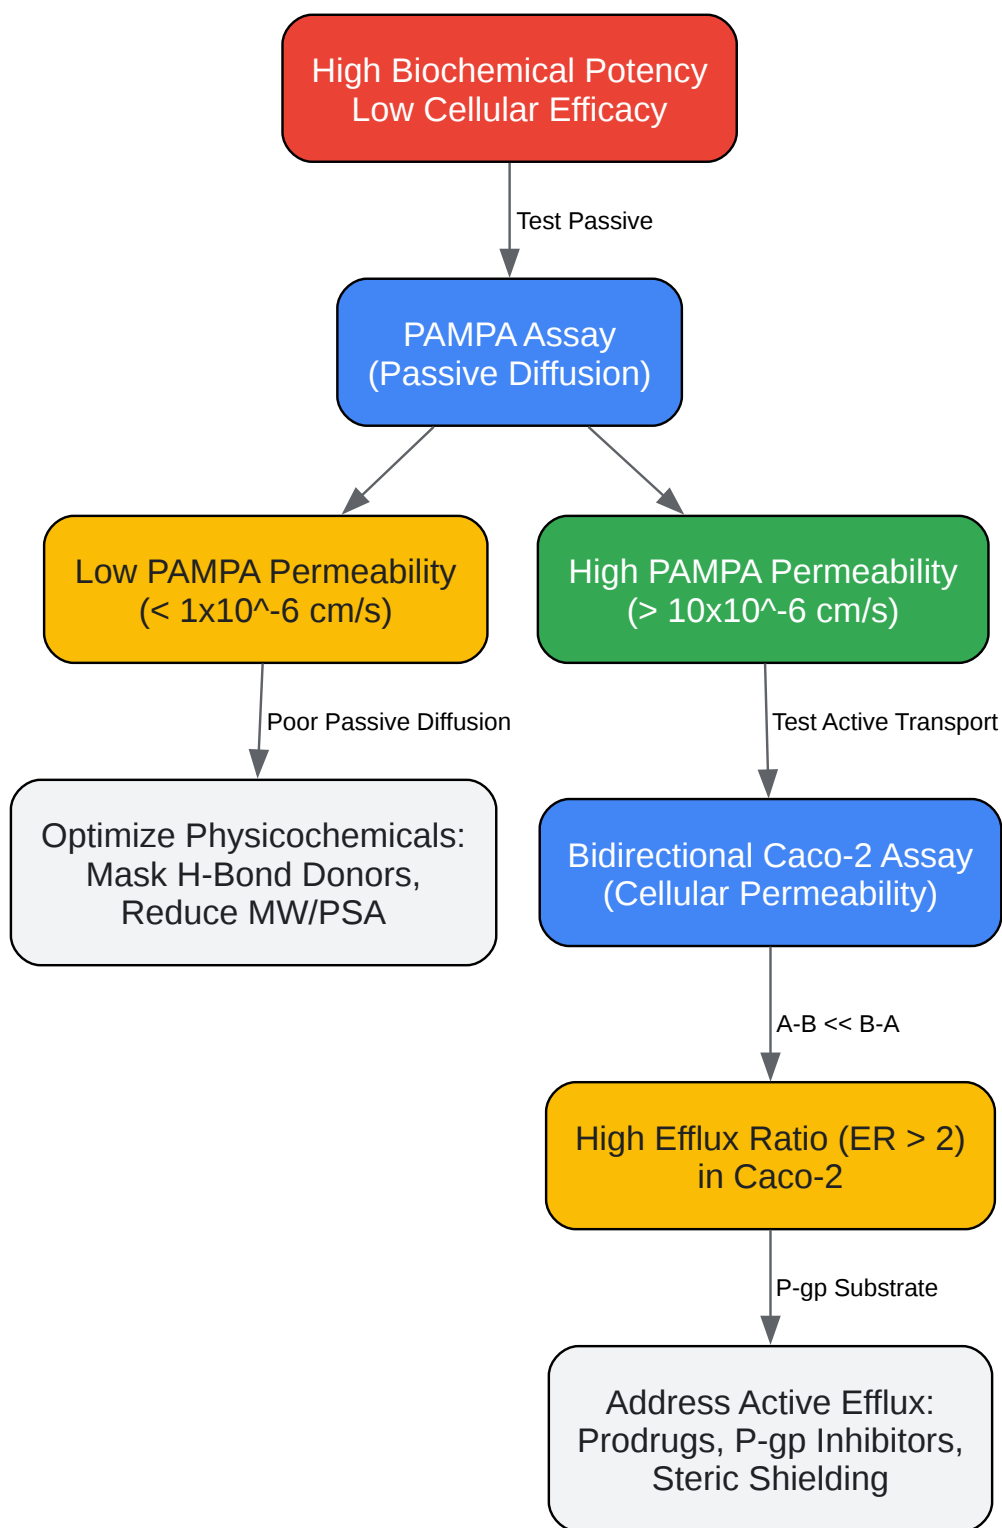 High Biochemical Potency
Low Cellular Efficacy
Test Passive
PAMPA Assay
(Passive Diffusion)
Low PAMPA Permeability
(< 1x10^-6 cm/s)
High PAMPA Permeability
(> 10x10^-6 cm/s)
Poor Passive Diffusion
Test Active Transport
Optimize Physicochemicals:
Mask H-Bond Donors,
Reduce MW/PSA
Bidirectional Caco-2 Assay
(Cellular Permeability)
A-B << B-A
High Efflux Ratio (ER > 2)
in Caco-2
P-gp Substrate
Address Active Efflux:
Prodrugs, P-gp Inhibitors,
Steric Shielding